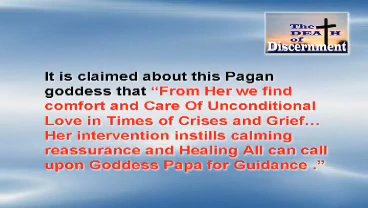 The
DEATH
of
Discernment
It is claimed about this Pagan
goddess that “From Her we find
comfort and Care Of Unconditional
Love in Times of Crises and Grief...
Her intervention instills calming
reassurance and Healing All can call
upon Goddess Papa for Guidance .”